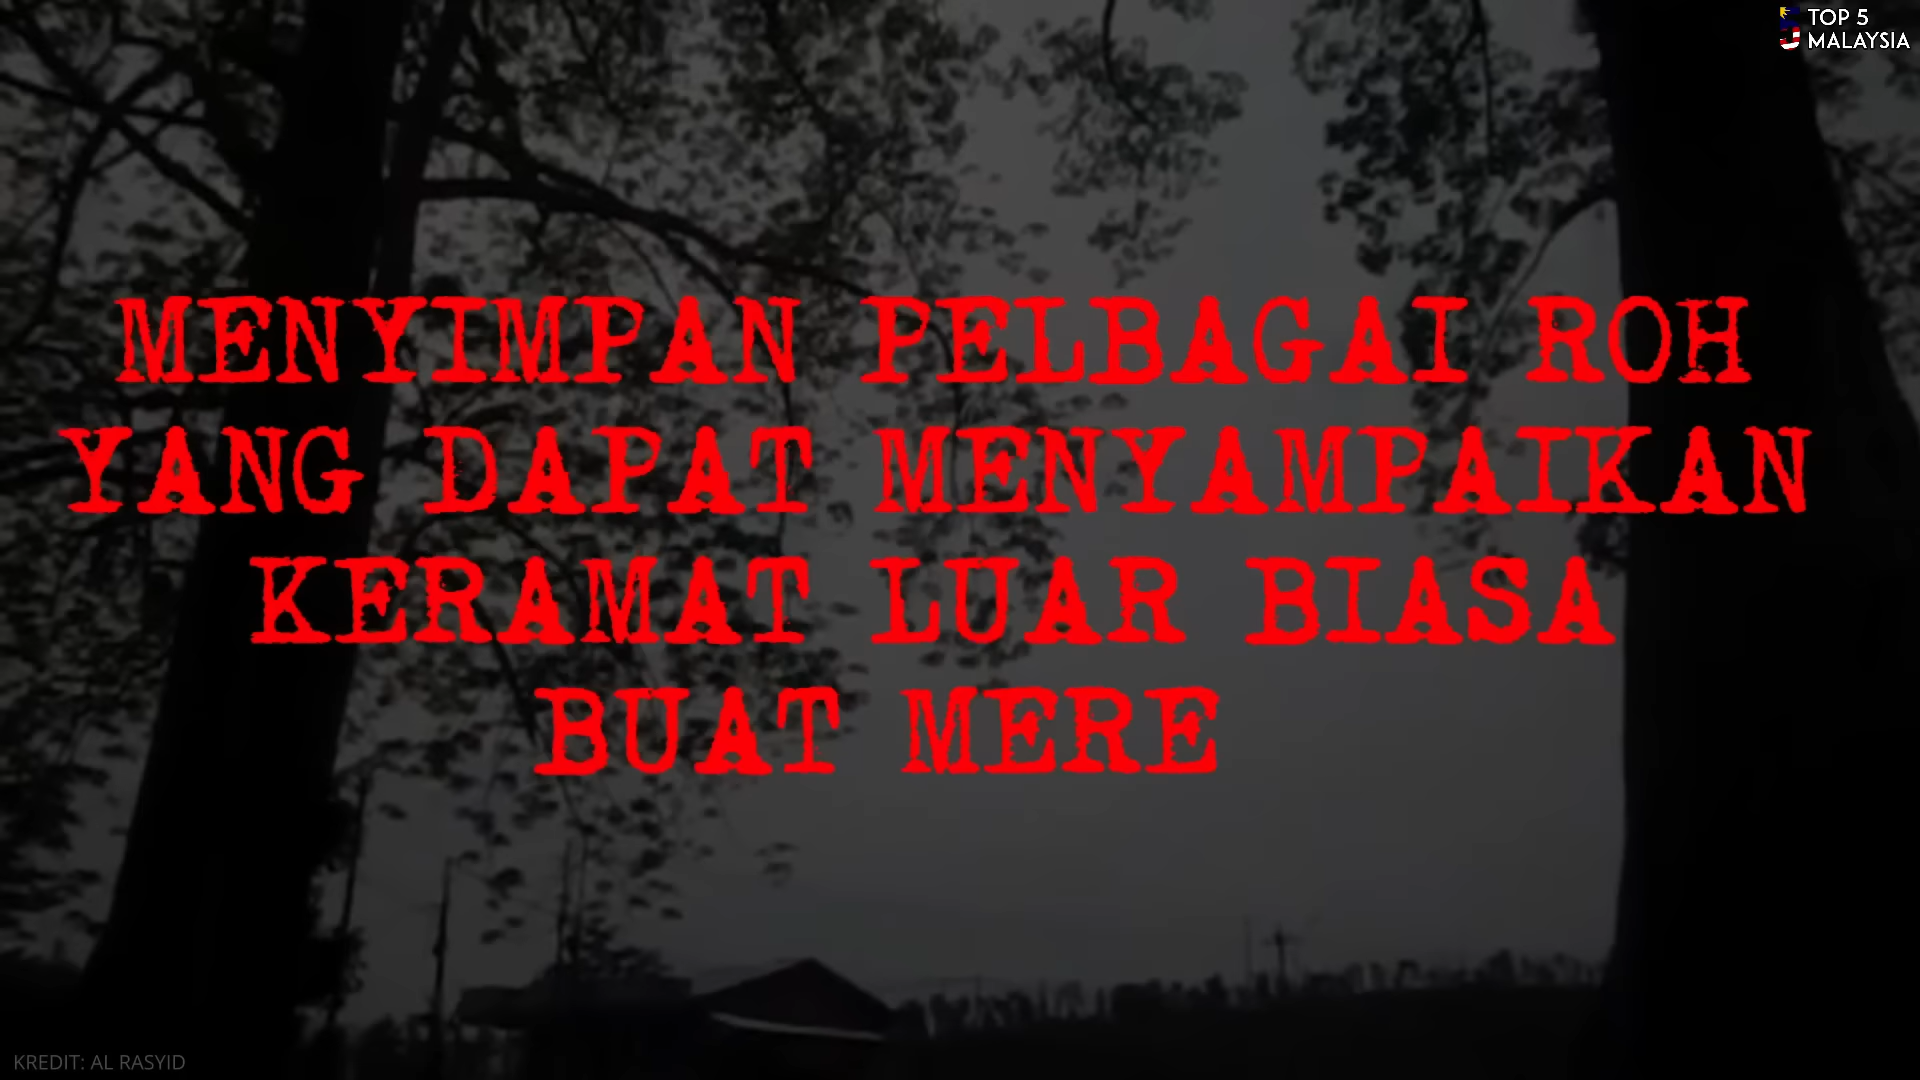 TOP 5
MALAYSIA
MENYIMPAN PELBAGAI ROH
YANG DAPAT MENYAMPAIKAN
KERAMAT LUAR BIASA
BUAT MERE
KREDIT: AL RASYID